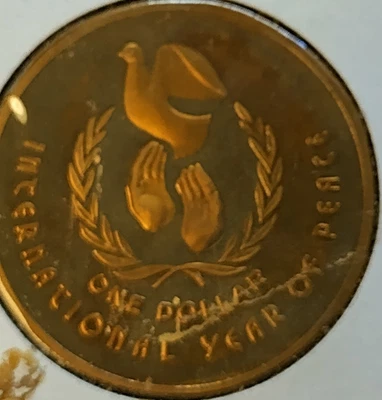 ONE DOLLAR
INTERNATIONAL YEAR OF PEACE